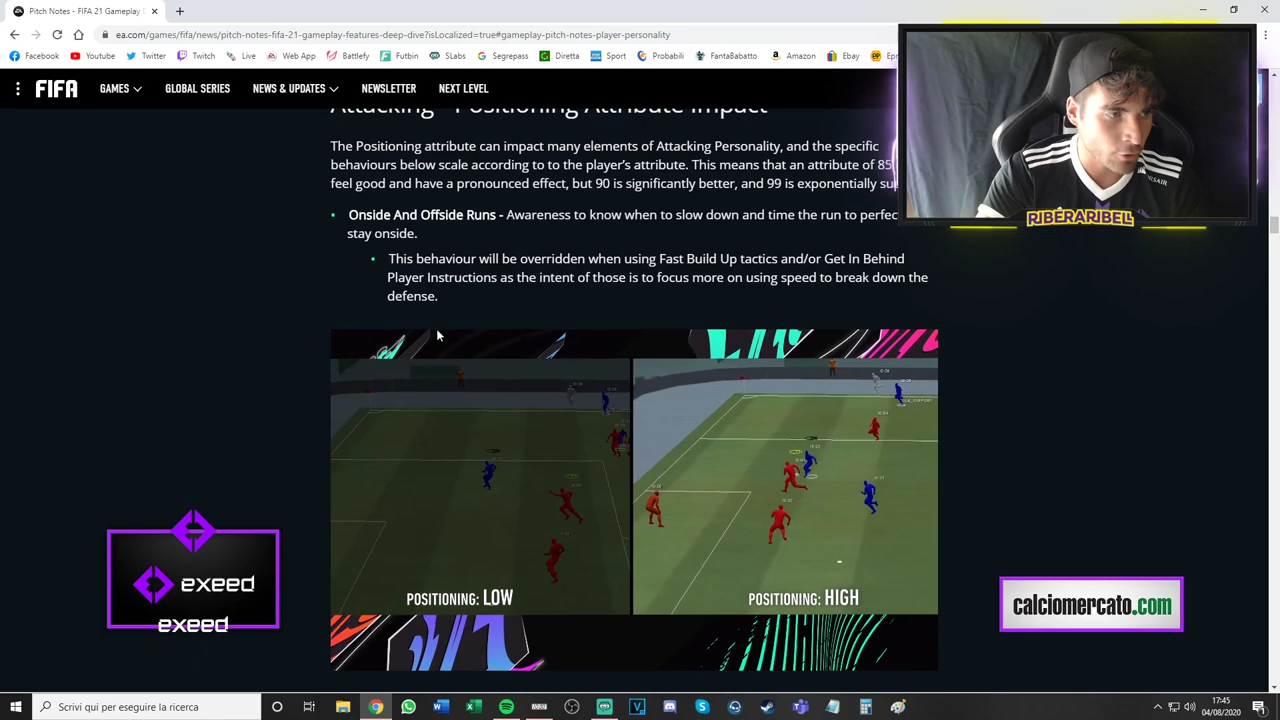 Pitch Notes - FIFA 21 Gameplay
ea.com/games/fifa/news/pitch-notes-fifa-21-gameplay-features-deep-dive?isLocalized=true#gameplay-pitch-notes-player-personality
Facebook Youtube Twitch Live Web App Battlefy Futbin SLabs Segreglab Diretta Sport Probabili FantaBabatto Amazon Ebay
FIFA GAMES GLOBAL SERIES NEWS & UPDATES NEWSLETTER NEXT LEVEL
Attacking - Positioning Attribute Impact
The Positioning attribute can impact many elements of Attacking Personality, and the specific
behaviours below scale according to to the player's attribute. This means that an attribute of 85
feel good and have a pronounced effect, but 90 is significantly better, and 99 is exponentially
• Onside And Offside Runs - Awareness to know when to slow down and time the run to
stay onside.
• This behaviour will be overridden when using Fast Build Up tactics and/or Get In Behind
Player Instructions as the intent of those is to focus more on using speed to break down the
defense.
RIBERARIBELL
POSITIONING: LOW
POSITIONING: HIGH
exeed
exeed
calciomercato.com
Scrivi qui per eseguire la ricerca
17:45
04/08/2020